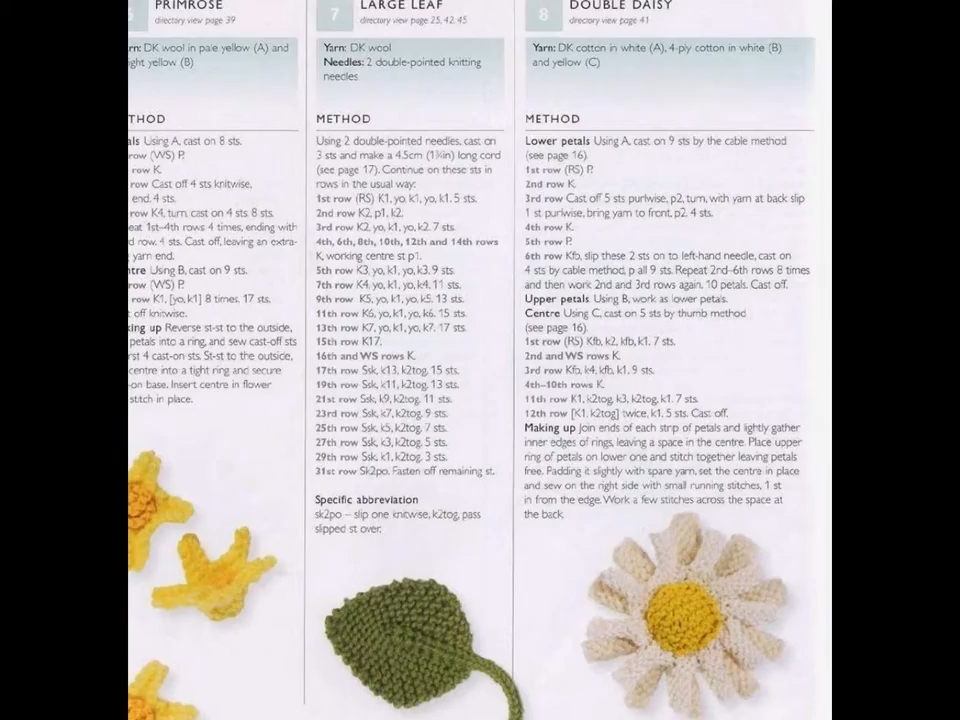 PRIMROSE
directory view page 39
rn: DK wool in pale yellow (A) and
ight yellow (B)
THOD
als Using A, cast on 8 sts.
row (WS) P.
row K.
row Cast off 4 sts knitwise,
end. 4 sts.
row K4, turn, cast on 4 sts. 8 sts.
eat 1st–4th rows 4 times, ending with
d row. 4 sts. Cast off, leaving an extra-
yarn end.
ntre Using B, cast on 9 sts.
row (WS) P.
row K1, [yo, k1] 8 times. 17 sts.
t off knitwise.
king up Reverse st-st to the outside,
petals into a ring, and sew cast-off sts
rst 4 cast-on sts. St-st to the outside,
centre into a tight ring and secure
-on base. Insert centre in flower
stitch in place.
7 LARGE LEAF
directory view page 25, 42, 45
Yarn: DK wool
Needles: 2 double-pointed knitting
needles
METHOD
Using 2 double-pointed needles, cast on
3 sts and make a 4.5cm (1¾in) long cord
(see page 17). Continue on these sts in
rows in the usual way:
1st row (RS) K1, yo, k1, yo, k1. 5 sts.
2nd row K2, p1, k2.
3rd row K2, yo, k1, yo, k2. 7 sts.
4th, 6th, 8th, 10th, 12th and 14th rows
K, working centre st p1.
5th row K3, yo, k1, yo, k3. 9 sts.
7th row K4, yo, k1, yo, k4. 11 sts.
9th row K5, yo, k1, yo, k5. 13 sts.
11th row K6, yo, k1, yo, k6. 15 sts.
13th row K7, yo, k1, yo, k7. 17 sts.
15th row K17.
16th and WS rows K.
17th row Ssk, k13, k2tog. 15 sts.
19th row Ssk, k11, k2tog. 13 sts.
21st row Ssk, k9, k2tog. 11 sts.
23rd row Ssk, k7, k2tog. 9 sts.
25th row Ssk, k5, k2tog. 7 sts.
27th row Ssk, k3, k2tog. 5 sts.
29th row Ssk, k1, k2tog. 3 sts.
31st row Sk2po. Fasten off remaining st.
Specific abbreviation
sk2po – slip one knitwise, k2tog, pass
slipped st over.
8 DOUBLE DAISY
directory view page 41
Yarn: DK cotton in white (A), 4-ply cotton in white (B)
and yellow (C)
METHOD
Lower petals Using A, cast on 9 sts by the cable method
(see page 16).
1st row (RS) P.
2nd row K.
3rd row Cast off 5 sts purlwise, p2, turn, with yarn at back slip
1 st purlwise, bring yarn to front, p2. 4 sts.
4th row K.
5th row P.
6th row Kfb, slip these 2 sts on to left-hand needle, cast on
4 sts by cable method, p all 9 sts. Repeat 2nd–6th rows 8 times
and then work 2nd and 3rd rows again. 10 petals. Cast off.
Upper petals Using B, work as lower petals.
Centre Using C, cast on 5 sts by thumb method
(see page 16).
1st row (RS) Kfb, k2, kfb, k1. 7 sts.
2nd and WS rows K.
3rd row Kfb, k4, kfb, k1. 9 sts.
4th–10th rows K.
11th row K1, k2tog, k3, k2tog, k1. 7 sts.
12th row [K1, k2tog] twice, k1. 5 sts. Cast off.
Making up Join ends of each strip of petals and lightly gather
inner edges of rings, leaving a space in the centre. Place upper
ring of petals on lower one and stitch together leaving petals
free. Padding it slightly with spare yarn, set the centre in place
and sew on the right side with small running stitches, 1 st
in from the edge. Work a few stitches across the space at
the back.